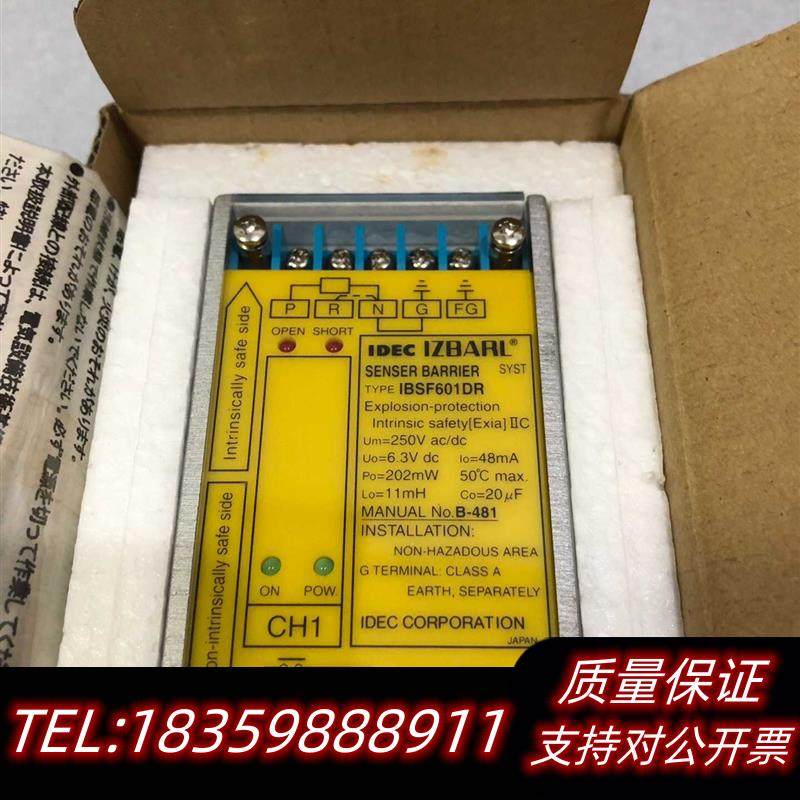 P R N G FG
OPEN SHORT
Intrinsically safe side
IDEC IZBARL®
SENSER BARRIER SYST
TYPE IBSF601DR
Explosion-protection
Intrinsic safety[Exia]ⅡC
Um=250V ac/dc
Uo=6.3V dc Io=48mA
Po=202mW 50℃ max.
Lo=11mH Co=20μF
MANUAL No.B-481
INSTALLATION:
NON-HAZADOUS AREA
G TERMINAL: CLASS A
EARTH, SEPARATELY
IDEC CORPORATION
JAPAN
on-intrinsically safe side
ON POW.
CH1
质量保证
TEL:18359888911
支持对公开票